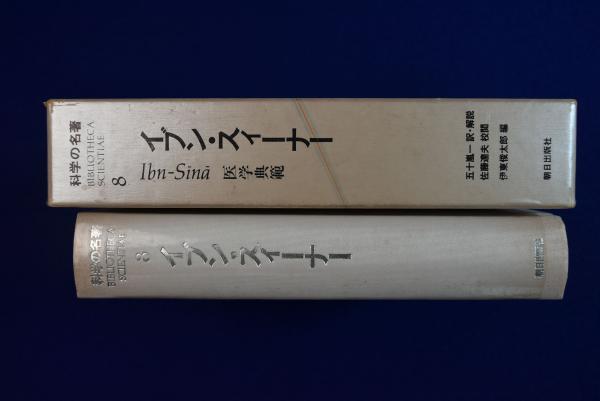 科学の名著
BIBLIOTHECA
SCIENTIAE
8
イブン・スィーナー
Ibn-Sīnā 医学典範
五十嵐一 訳・解説
佐藤達夫 校閲
伊東俊太郎 編
朝日出版社
科学の名著
BIBLIOTHECA
SCIENTIAE
8
イブン・スィーナー
朝日出版社